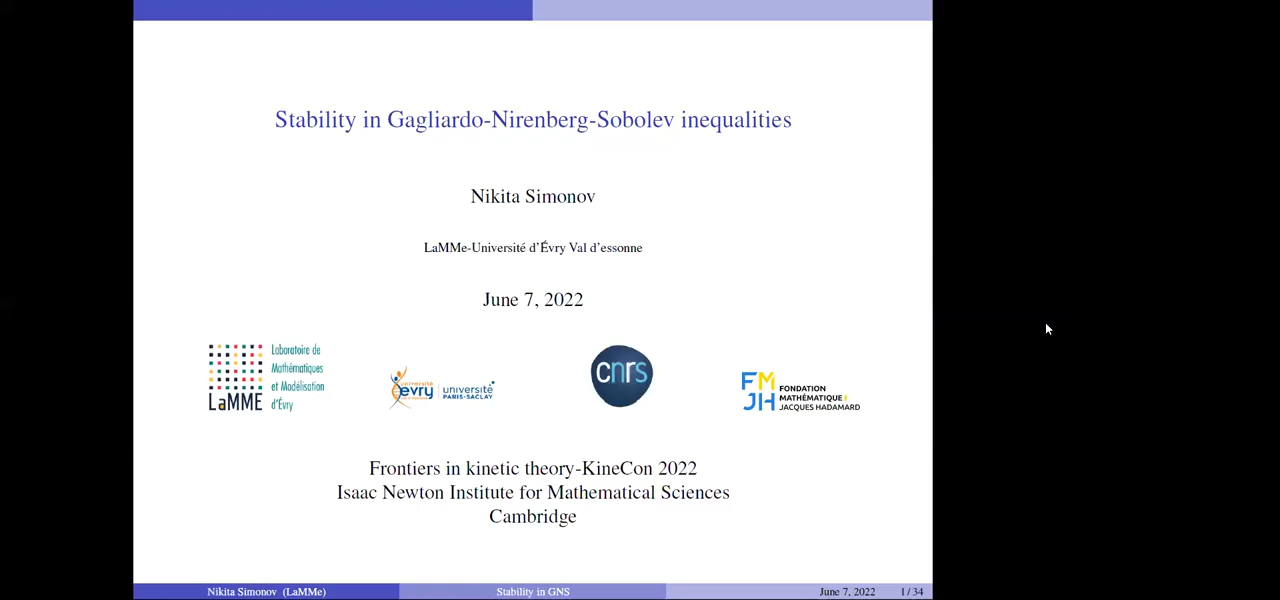 Stability in Gagliardo-Nirenberg-Sobolev inequalities
Nikita Simonov
LaMMe-Université d'Évry Val d'essonne
June 7, 2022
LaMME
Laboratoire de
Mathématiques
et Modélisation
d'Évry
université
evry
université
PARIS-SACLAY
cnrs
FM
JH
FONDATION
MATHÉMATIQUE
JACQUES HADAMARD
Frontiers in kinetic theory-KineCon 2022
Isaac Newton Institute for Mathematical Sciences
Cambridge
Nikita Simonov (LaMMe)
Stability in GNS
June 7, 2022
1 / 34